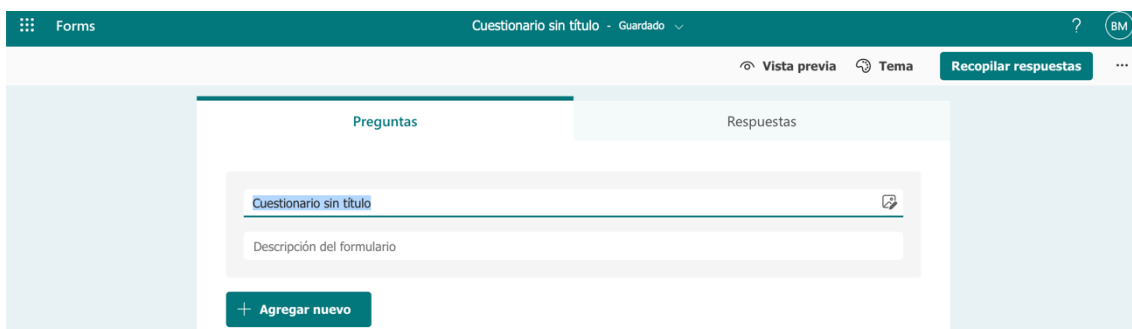 Forms
Cuestionario sin título - Guardado
?
BM
Vista previa
Tema
Recopilar respuestas
...
Preguntas
Respuestas
Cuestionario sin título
Descripción del formulario
+ Agregar nuevo